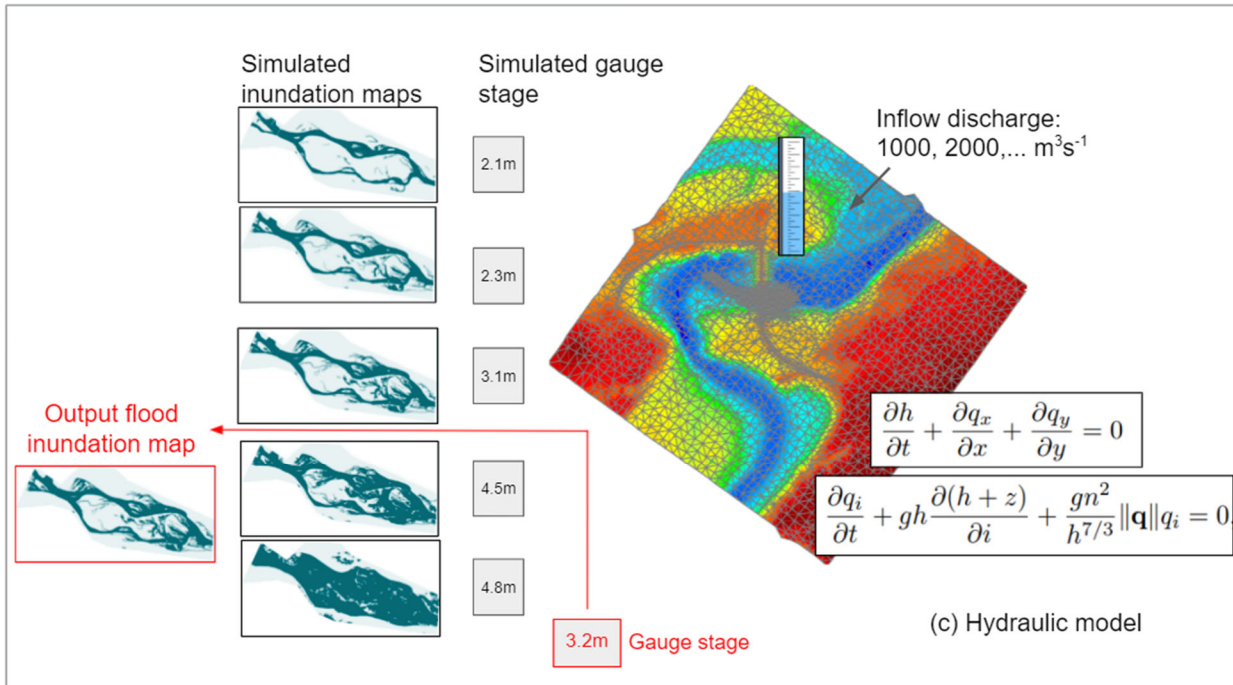 Simulated
inundation maps
Simulated gauge
stage
Inflow discharge:
1000, 2000,... m³s⁻¹
2.1m
2.3m
3.1m
Output flood
inundation map
4.5m
4.8m
3.2m Gauge stage
∂h/∂t + ∂q_x/∂x + ∂q_y/∂y = 0
∂q_i/∂t + gh ∂(h + z)/∂i + gn²/h^{7/3} ‖q‖q_i = 0,
(c) Hydraulic model